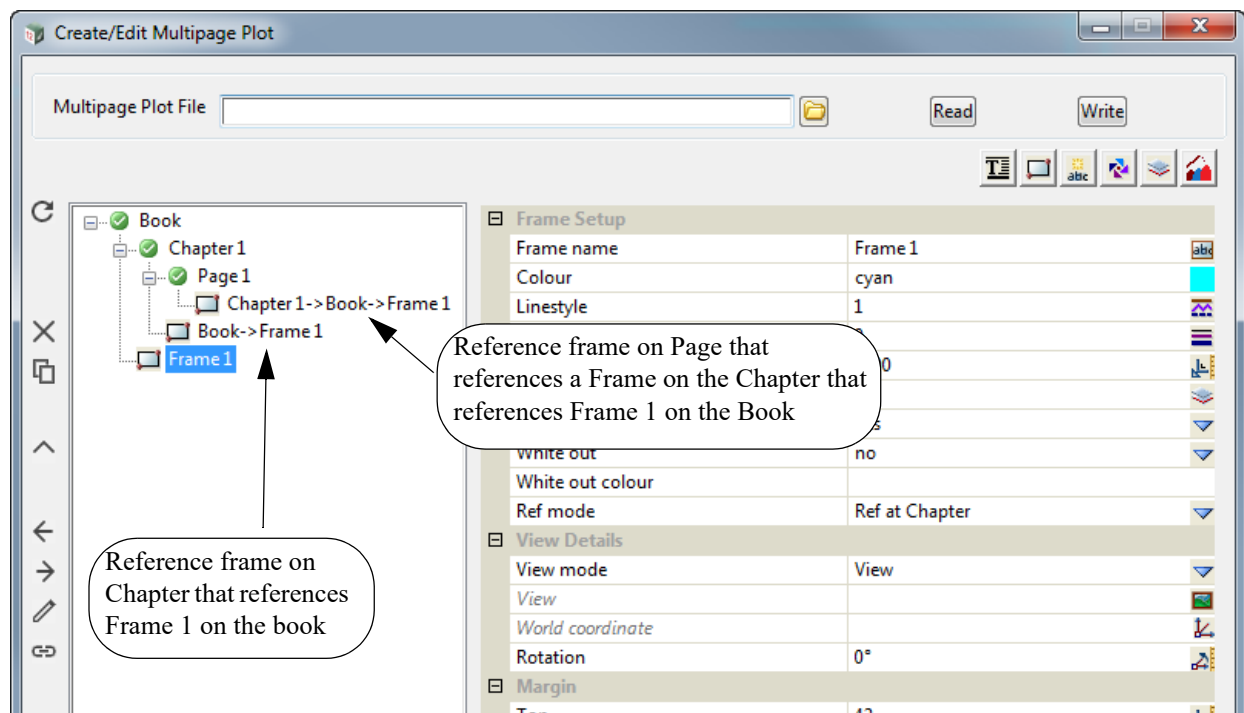 Create/Edit Multipage Plot
Multipage Plot File
Read
Write
abc
Book
Chapter 1
Page 1
Chapter 1->Book->Frame 1
Book->Frame 1
Frame 1
Frame Setup
Frame name Frame 1
Colour cyan
Linestyle 1
White out no
White out colour
Ref mode Ref at Chapter
View Details
View mode View
View
World coordinate
Rotation 0°
Margin
Reference frame on Page that
references a Frame on the Chapter that
references Frame 1 on the Book
Reference frame on
Chapter that references
Frame 1 on the book